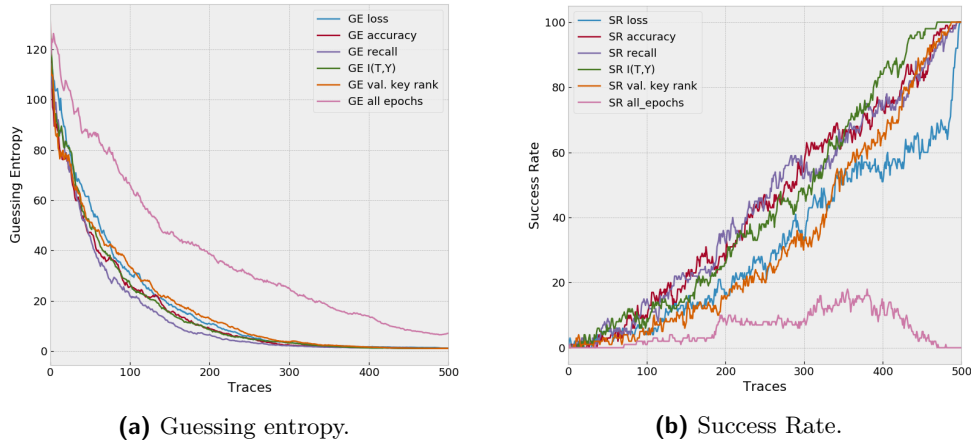 GE loss
GE accuracy
GE recall
GE I(T,Y)
GE val. key rank
GE all epochs
120
100
80
60
40
20
0
Guessing Entropy
0 100 200 300 400 500
Traces
(a) Guessing entropy.
SR loss
SR accuracy
SR recall
SR I(T,Y)
SR val. key rank
SR all_epochs
100
80
60
40
20
0
Success Rate
0 100 200 300 400 500
Traces
(b) Success Rate.